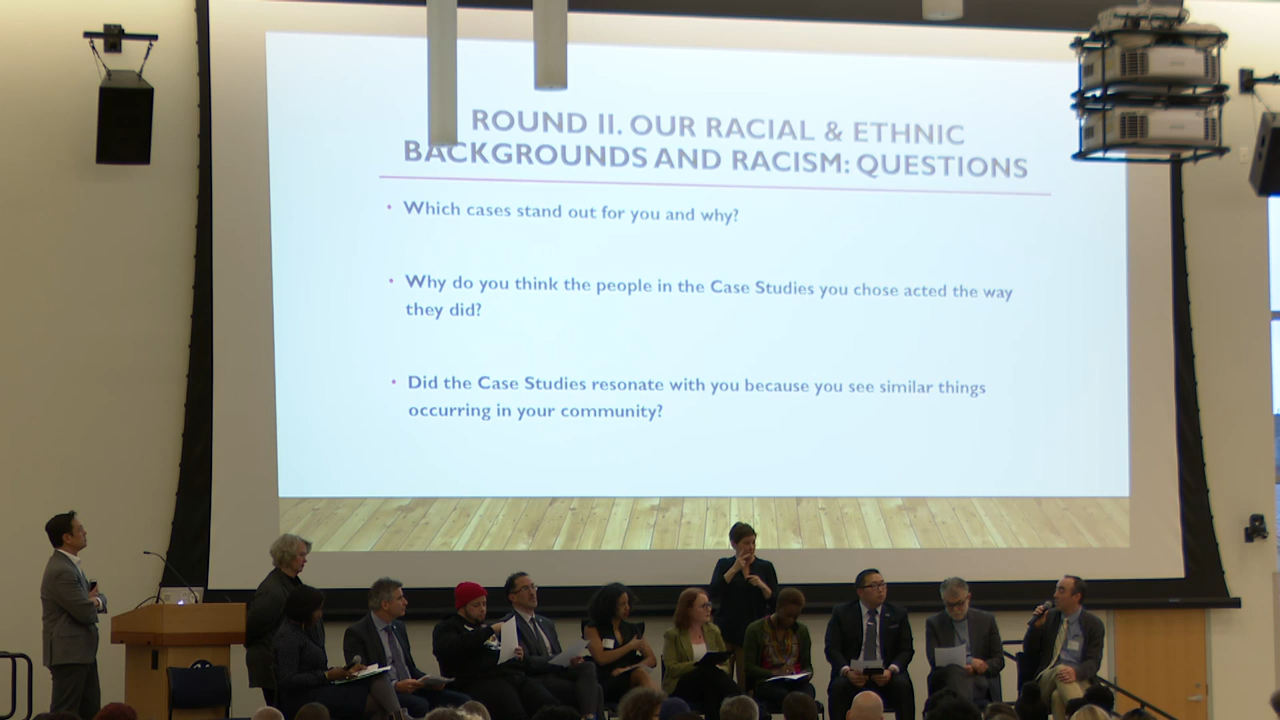 ROUND II. OUR RACIAL & ETHNIC
BACKGROUNDS AND RACISM: QUESTIONS
• Which cases stand out for you and why?
• Why do you think the people in the Case Studies you chose acted the way
they did?
• Did the Case Studies resonate with you because you see similar things
occurring in your community?